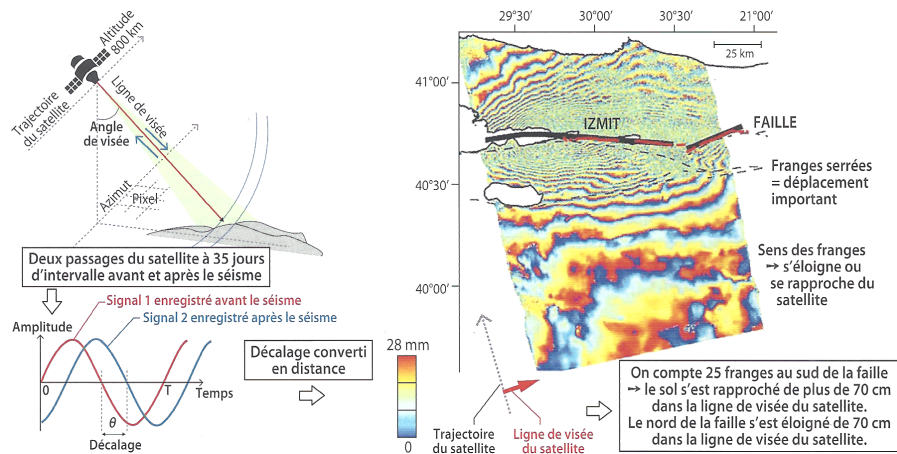 Altitude
800 km
Trajectoire
du satellite
Ligne de visée
Angle
de visée
Azimut
Pixel
Deux passages du satellite à 35 jours
d'intervalle avant et après le séisme
Signal 1 enregistré avant le séisme
Signal 2 enregistré après le séisme
Amplitude
0
T
Temps
θ
Décalage
Décalage converti
en distance
28 mm
0
29°30′
30°00′
30°30′
21°00′
25 km
41°00′
40°30′
40°00′
IZMIT
FAILLE
Franges serrées
= déplacement
important
Sens des franges
→ s'éloigne ou
se rapproche du
satellite
Trajectoire
du satellite
Ligne de visée
du satellite
On compte 25 franges au sud de la faille
→ le sol s'est rapproché de plus de 70 cm
dans la ligne de visée du satellite.
Le nord de la faille s'est éloigné de 70 cm
dans la ligne de visée du satellite.